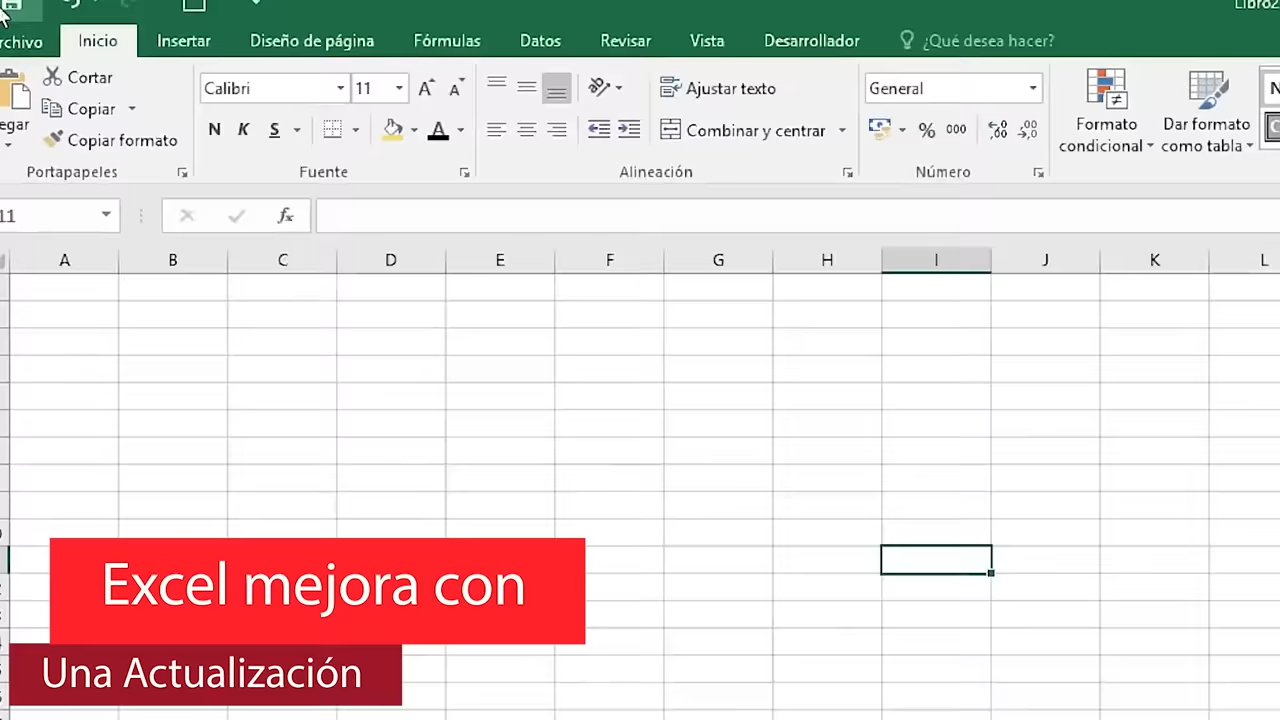 Libro2
rchivo Inicio Insertar Diseño de página Fórmulas Datos Revisar Vista Desarrollador ¿Qué desea hacer?
Cortar
Copiar
Copiar formato
egar
Portapapeles
Calibri 11
N K S
Fuente
Ajustar texto
Combinar y centrar
Alineación
General
% 000
Número
Formato
condicional
Dar formato
como tabla
11 fx
A B C D E F G H I J K L
Excel mejora con
Una Actualización